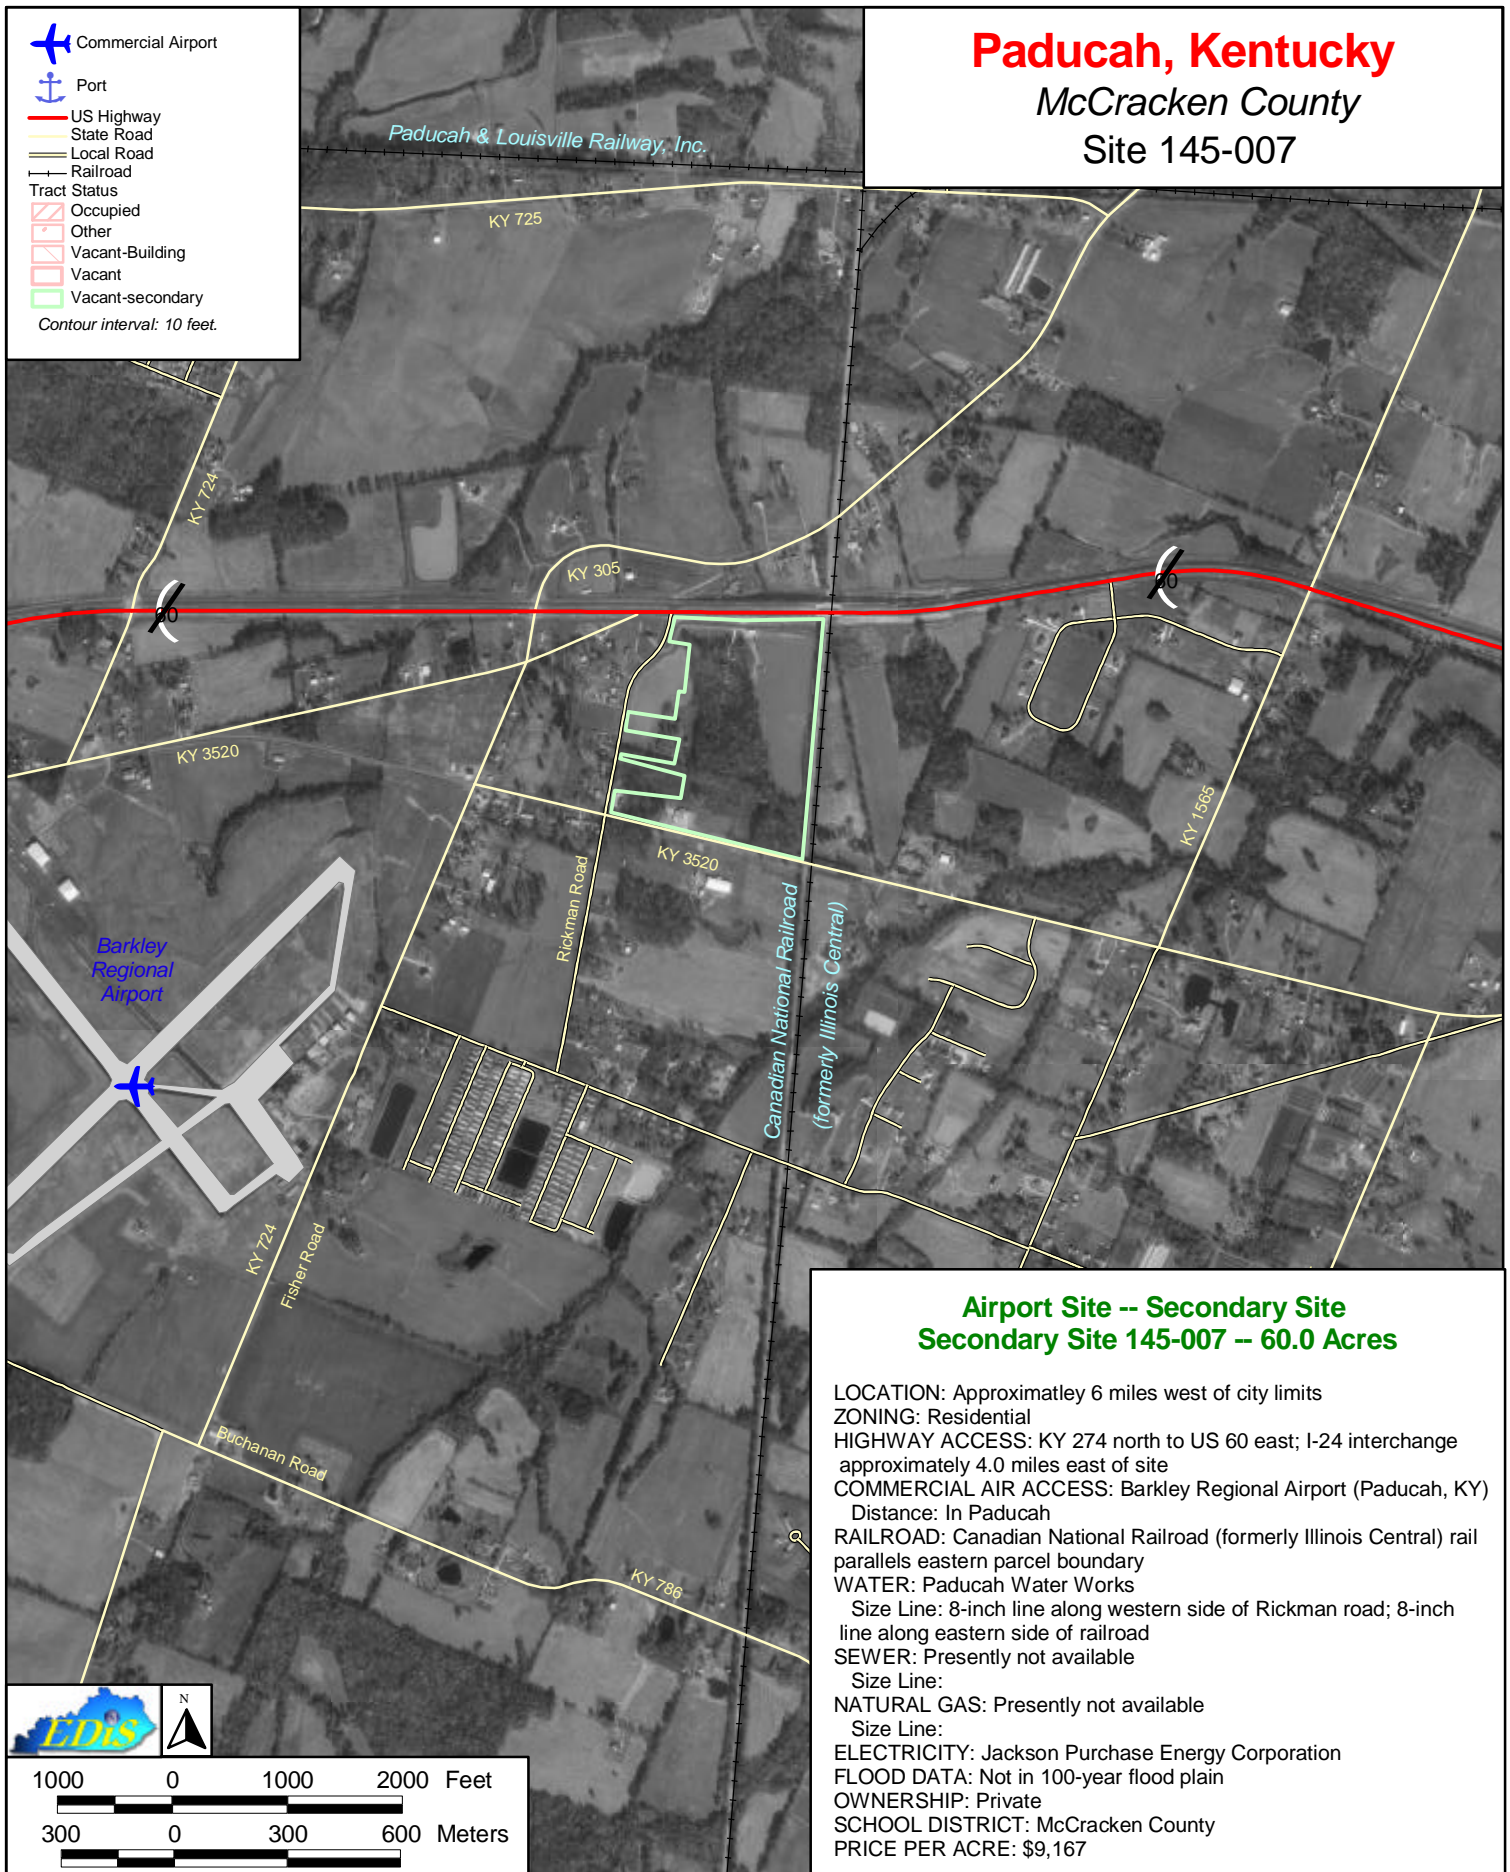 Commercial Airport
Port
US Highway
State Road
Local Road
Railroad
Tract Status
Occupied
Other
Vacant-Building
Vacant
Vacant-secondary
Contour interval: 10 feet.
Paducah, Kentucky
McCracken County
Site 145-007
Paducah & Louisville Railway, Inc.
KY 725
KY 724
KY 305
60
60
KY 3520
KY 1565
KY 3520
Rickman Road
Barkley
Regional
Airport
Canadian National Railroad
(formerly Illinois Central)
KY 724
Fisher Road
Buchanan Road
KY 786
Airport Site -- Secondary Site
Secondary Site 145-007 -- 60.0 Acres
LOCATION: Approximatley 6 miles west of city limits
ZONING: Residential
HIGHWAY ACCESS: KY 274 north to US 60 east; I-24 interchange
approximately 4.0 miles east of site
COMMERCIAL AIR ACCESS: Barkley Regional Airport (Paducah, KY)
Distance: In Paducah
RAILROAD: Canadian National Railroad (formerly Illinois Central) rail
parallels eastern parcel boundary
WATER: Paducah Water Works
Size Line: 8-inch line along western side of Rickman road; 8-inch
line along eastern side of railroad
SEWER: Presently not available
Size Line:
NATURAL GAS: Presently not available
Size Line:
ELECTRICITY: Jackson Purchase Energy Corporation
FLOOD DATA: Not in 100-year flood plain
OWNERSHIP: Private
SCHOOL DISTRICT: McCracken County
PRICE PER ACRE: $9,167
EDiS
N
1000 0 1000 2000 Feet
300 0 300 600 Meters